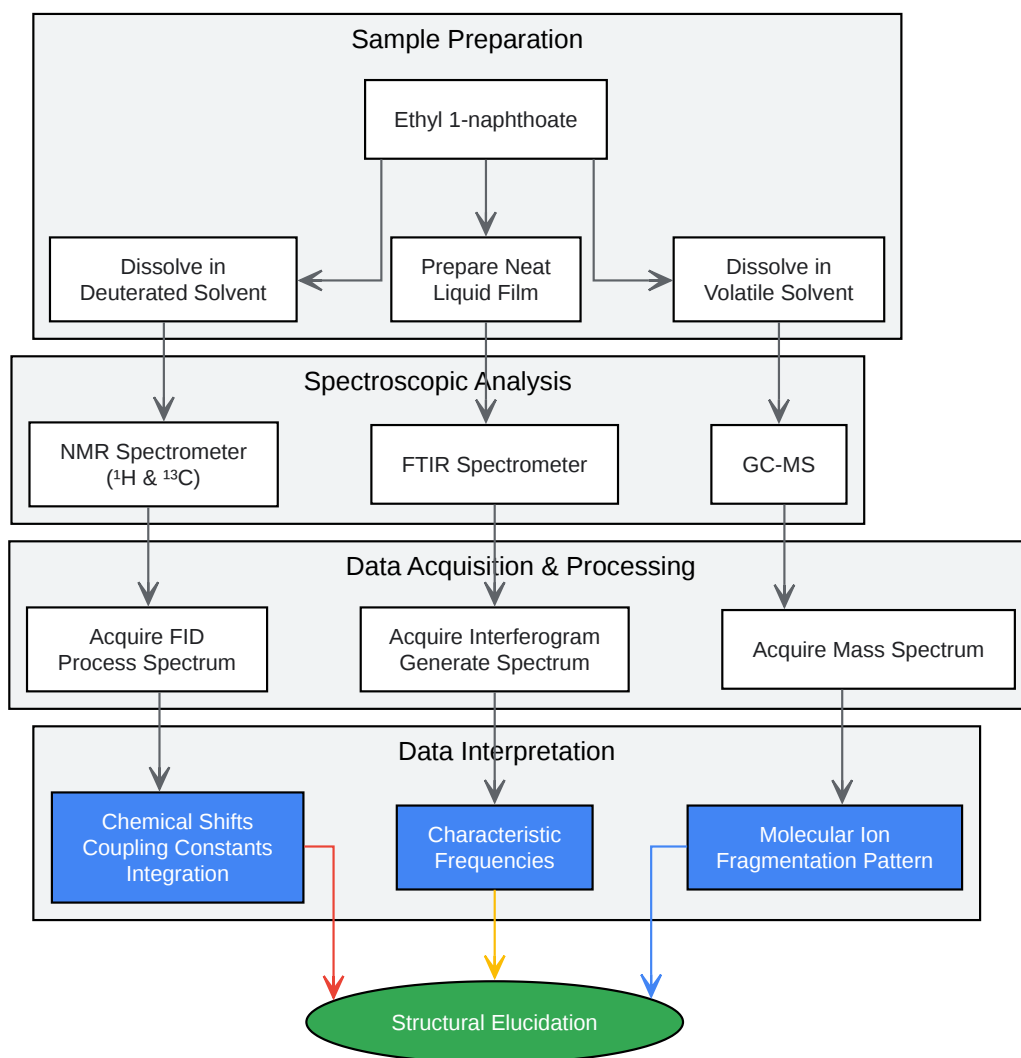 Sample Preparation
Ethyl 1-naphthoate
Dissolve in
Deuterated Solvent
Prepare Neat
Liquid Film
Dissolve in
Volatile Solvent
Spectroscopic Analysis
NMR Spectrometer
(¹H & ¹³C)
FTIR Spectrometer
GC-MS
Data Acquisition & Processing
Acquire FID
Process Spectrum
Acquire Interferogram
Generate Spectrum
Acquire Mass Spectrum
Data Interpretation
Chemical Shifts
Coupling Constants
Integration
Characteristic
Frequencies
Molecular Ion
Fragmentation Pattern
Structural Elucidation